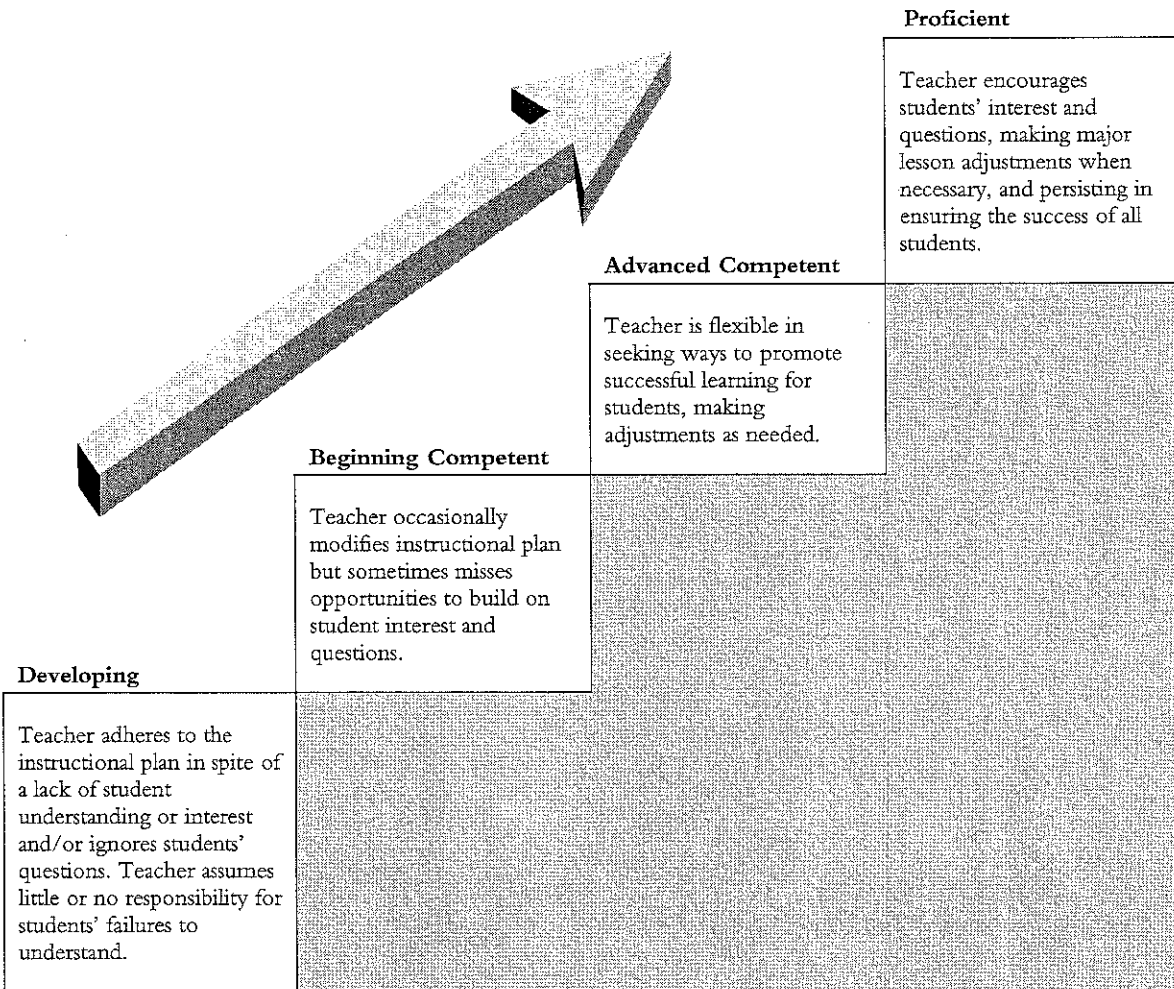 Proficient
Teacher encourages
students' interest and
questions, making major
lesson adjustments when
necessary, and persisting in
ensuring the success of all
students.
Advanced Competent
Teacher is flexible in
seeking ways to promote
successful learning for
students, making
adjustments as needed.
Beginning Competent
Teacher occasionally
modifies instructional plan
but sometimes misses
opportunities to build on
student interest and
questions.
Developing
Teacher adheres to the
instructional plan in spite of
a lack of student
understanding or interest
and/or ignores students'
questions. Teacher assumes
little or no responsibility for
students' failures to
understand.